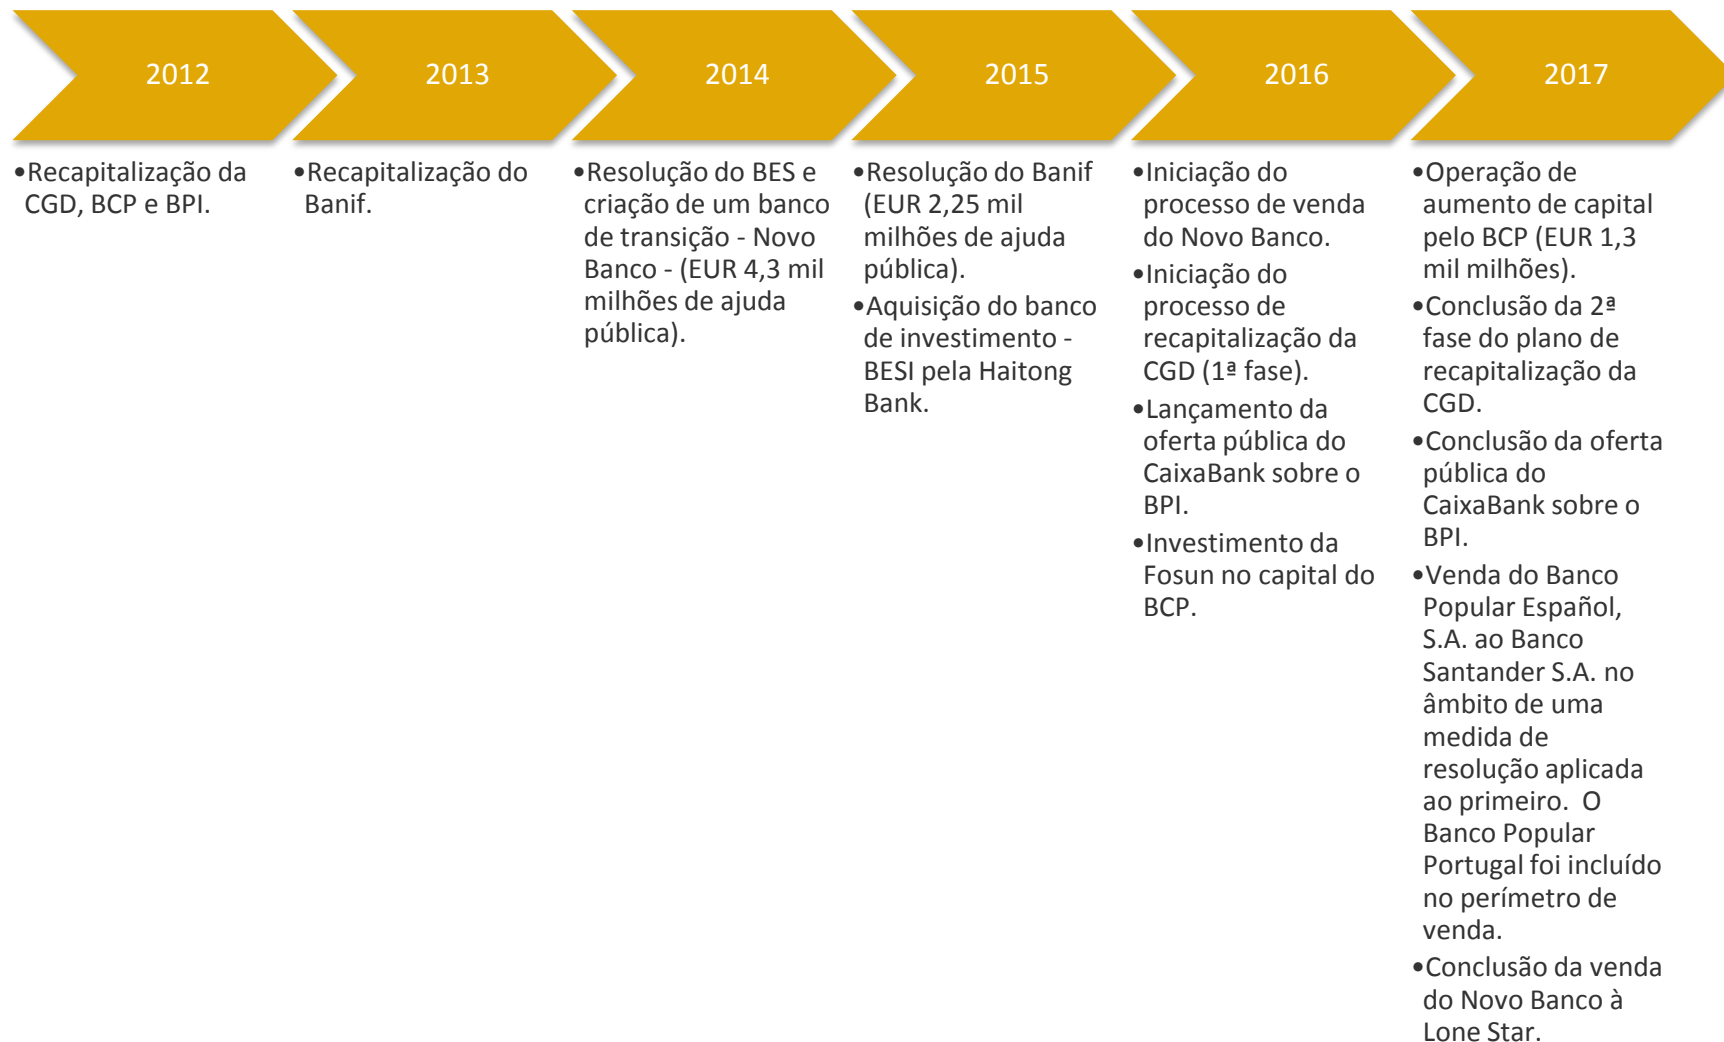 2012
2013
2014
2015
2016
2017
•Recapitalização da
CGD, BCP e BPI.
•Recapitalização do
Banif.
•Resolução do BES e
criação de um banco
de transição - Novo
Banco - (EUR 4,3 mil
milhões de ajuda
pública).
•Resolução do Banif
(EUR 2,25 mil
milhões de ajuda
pública).
•Aquisição do banco
de investimento -
BESI pela Haitong
Bank.
•Iniciação do
processo de venda
do Novo Banco.
•Iniciação do
processo de
recapitalização da
CGD (1ª fase).
•Lançamento da
oferta pública do
CaixaBank sobre o
BPI.
•Investimento da
Fosun no capital do
BCP.
•Operação de
aumento de capital
pelo BCP (EUR 1,3
mil milhões).
•Conclusão da 2ª
fase do plano de
recapitalização da
CGD.
•Conclusão da oferta
pública do
CaixaBank sobre o
BPI.
•Venda do Banco
Popular Español,
S.A. ao Banco
Santander S.A. no
âmbito de uma
medida de
resolução aplicada
ao primeiro.  O
Banco Popular
Portugal foi incluído
no perímetro de
venda.
•Conclusão da venda
do Novo Banco à
Lone Star.